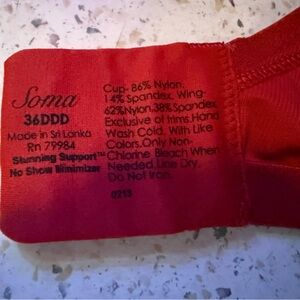 Soma
36DDD
Made in Sri Lanka
Rn 79984
Stunning Support™
No Show Minimizer
Cup- 86% Nylon,
14% Spandex, Wing-
62% Nylon, 38% Spandex,
Exclusive of trims. Hand
Wash Cold, With Like
Colors, Only Non-
Chlorine Bleach When
Needed, Line Dry,
Do Not Iron.
0213